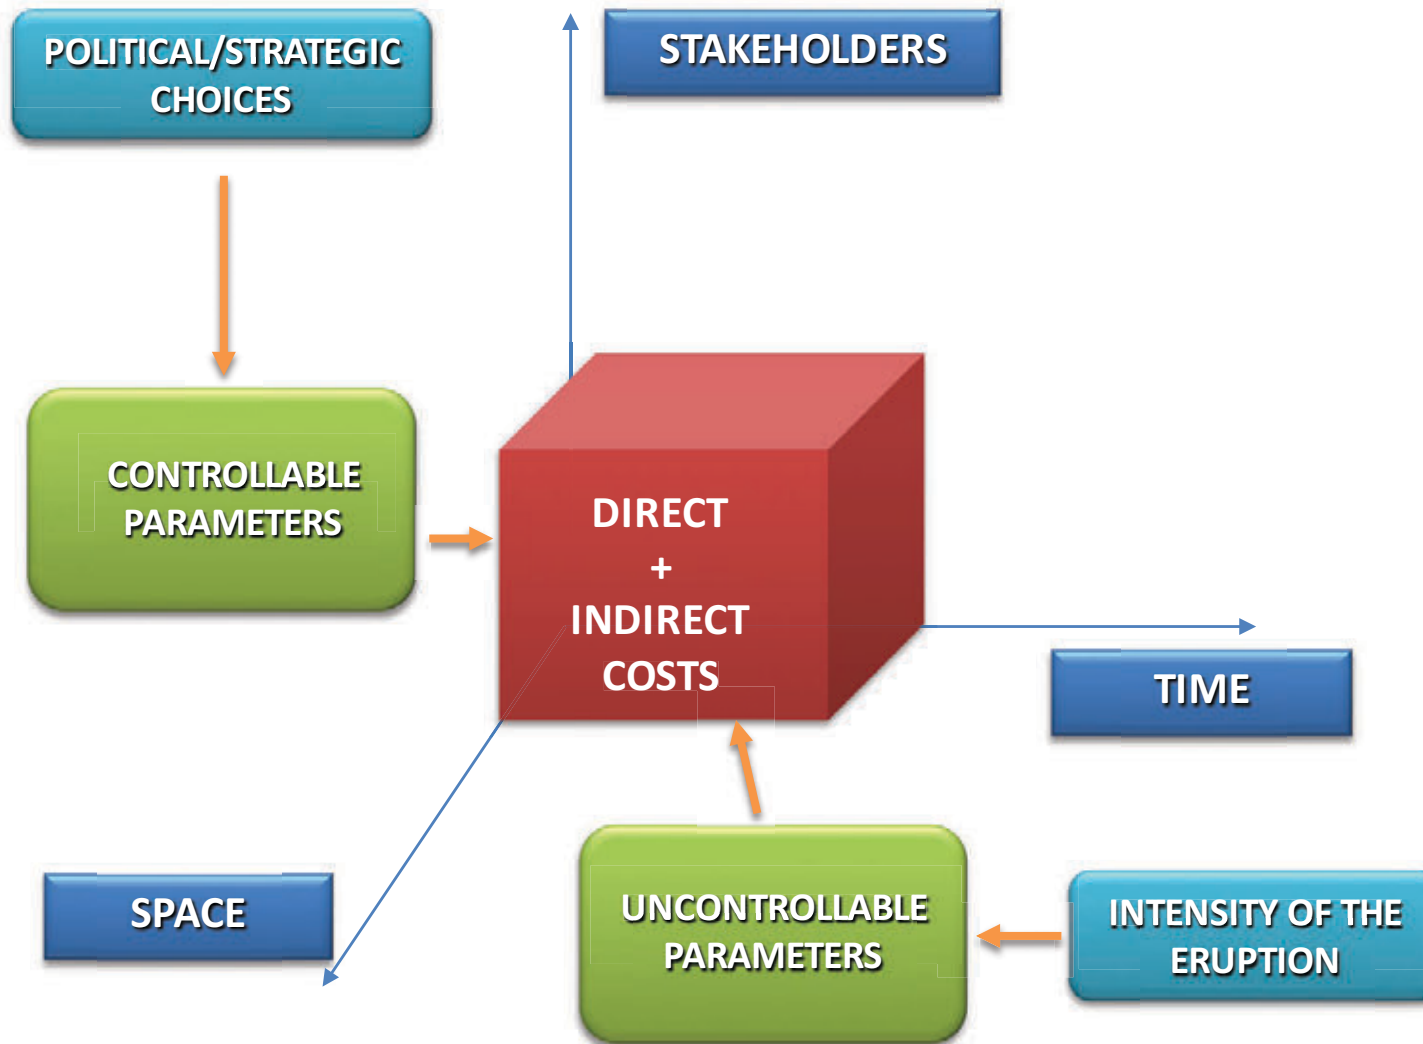 POLITICAL/STRATEGIC
CHOICES
STAKEHOLDERS
CONTROLLABLE
PARAMETERS
DIRECT
+
INDIRECT
COSTS
TIME
SPACE
UNCONTROLLABLE
PARAMETERS
INTENSITY OF THE
ERUPTION